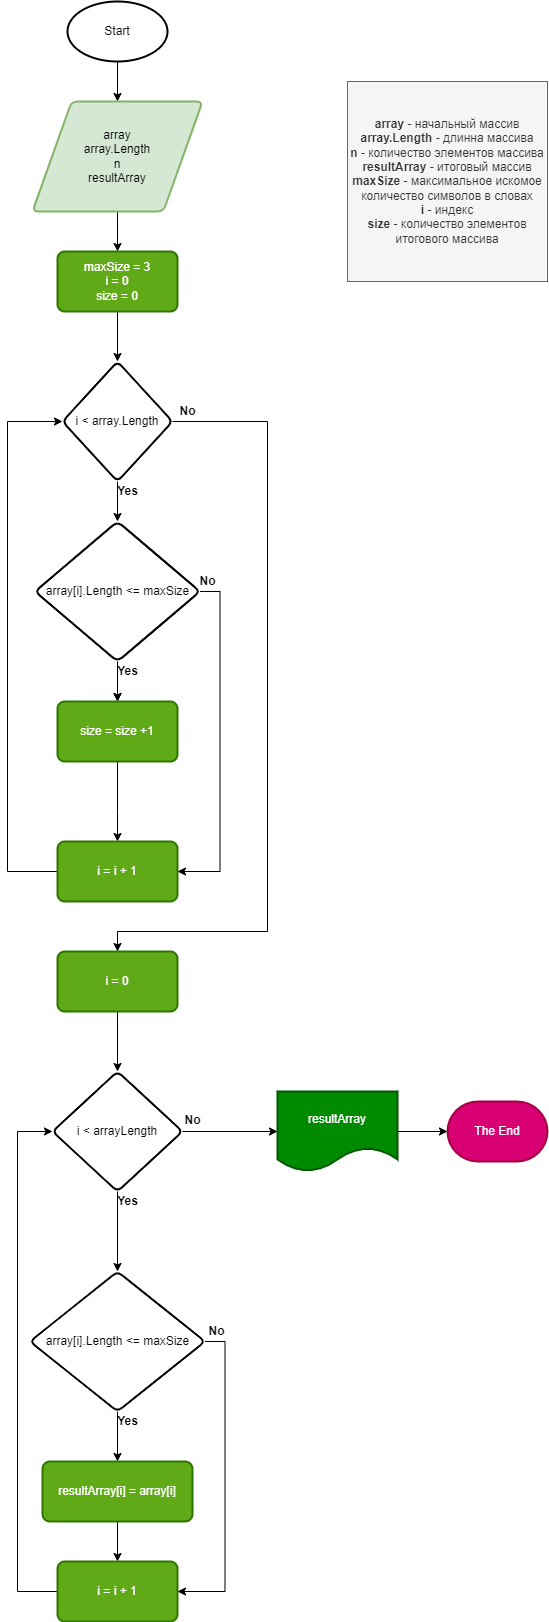 Start
array
array.Length
n
resultArray
array - начальный массив
array.Length - длинна массива
n - количество элементов массива
resultArray - итоговый массив
maxSize - максимальное искомое
количество символов в словах
i - индекс
size - количество элементов
итогового массива
maxSize = 3
i = 0
size = 0
i < array.Length
No
Yes
array[i].Length <= maxSize
No
Yes
size = size +1
i = i + 1
i = 0
i < arrayLength
No
resultArray
The End
Yes
array[i].Length <= maxSize
No
Yes
resultArray[i] = array[i]
i = i + 1